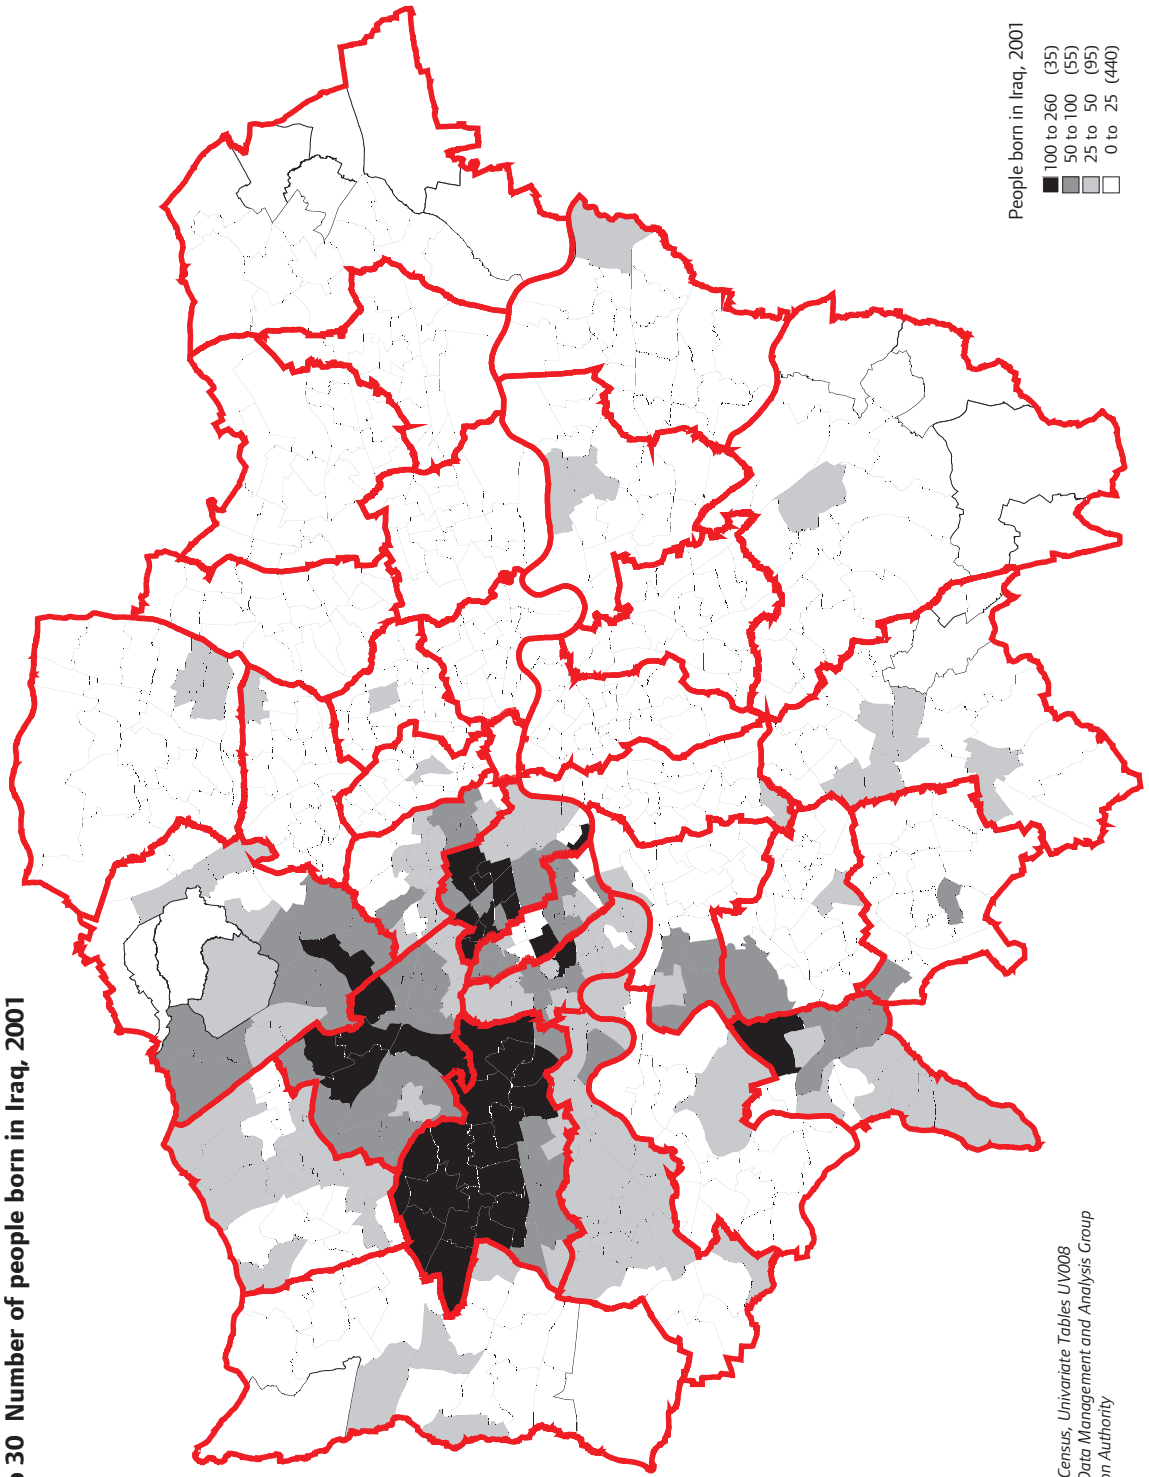 30 Number of people born in Iraq, 2001
People born in Iraq, 2001
100 to 260 (35)
50 to 100 (55)
25 to 50 (95)
0 to 25 (440)
Census, Univariate Tables UV008
Data Management and Analysis Group
Authority